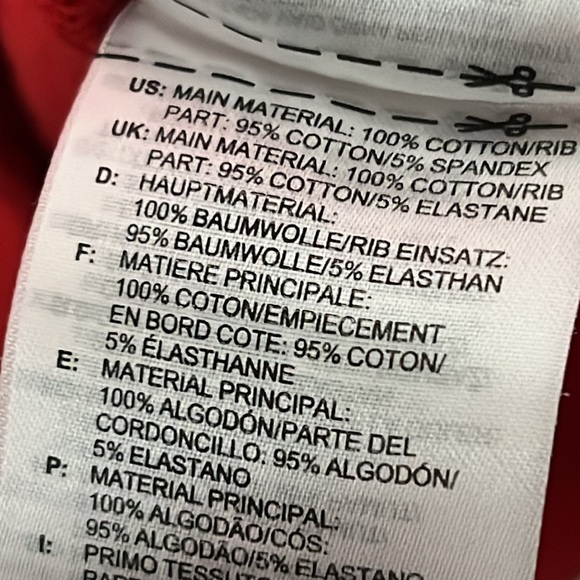 US: MAIN MATERIAL: 100% COTTON/RIB
PART: 95% COTTON/5% SPANDEX
UK: MAIN MATERIAL: 100% COTTON/RIB
PART: 95% COTTON/5% ELASTANE
D: HAUPTMATERIAL:
100% BAUMWOLLE/RIB EINSATZ:
95% BAUMWOLLE/5% ELASTHAN
F: MATIERE PRINCIPALE:
100% COTON/EMPIECEMENT
EN BORD COTE: 95% COTON/
5% ÉLASTHANNE
E: MATERIAL PRINCIPAL:
100% ALGODÓN/PARTE DEL
CORDONCILLO: 95% ALGODÓN/
5% ELASTANO
P: MATERIAL PRINCIPAL:
100% ALGODÃO/CÓS:
95% ALGODÃO/5% ELASTANO
I: PRIMO TESSUTO